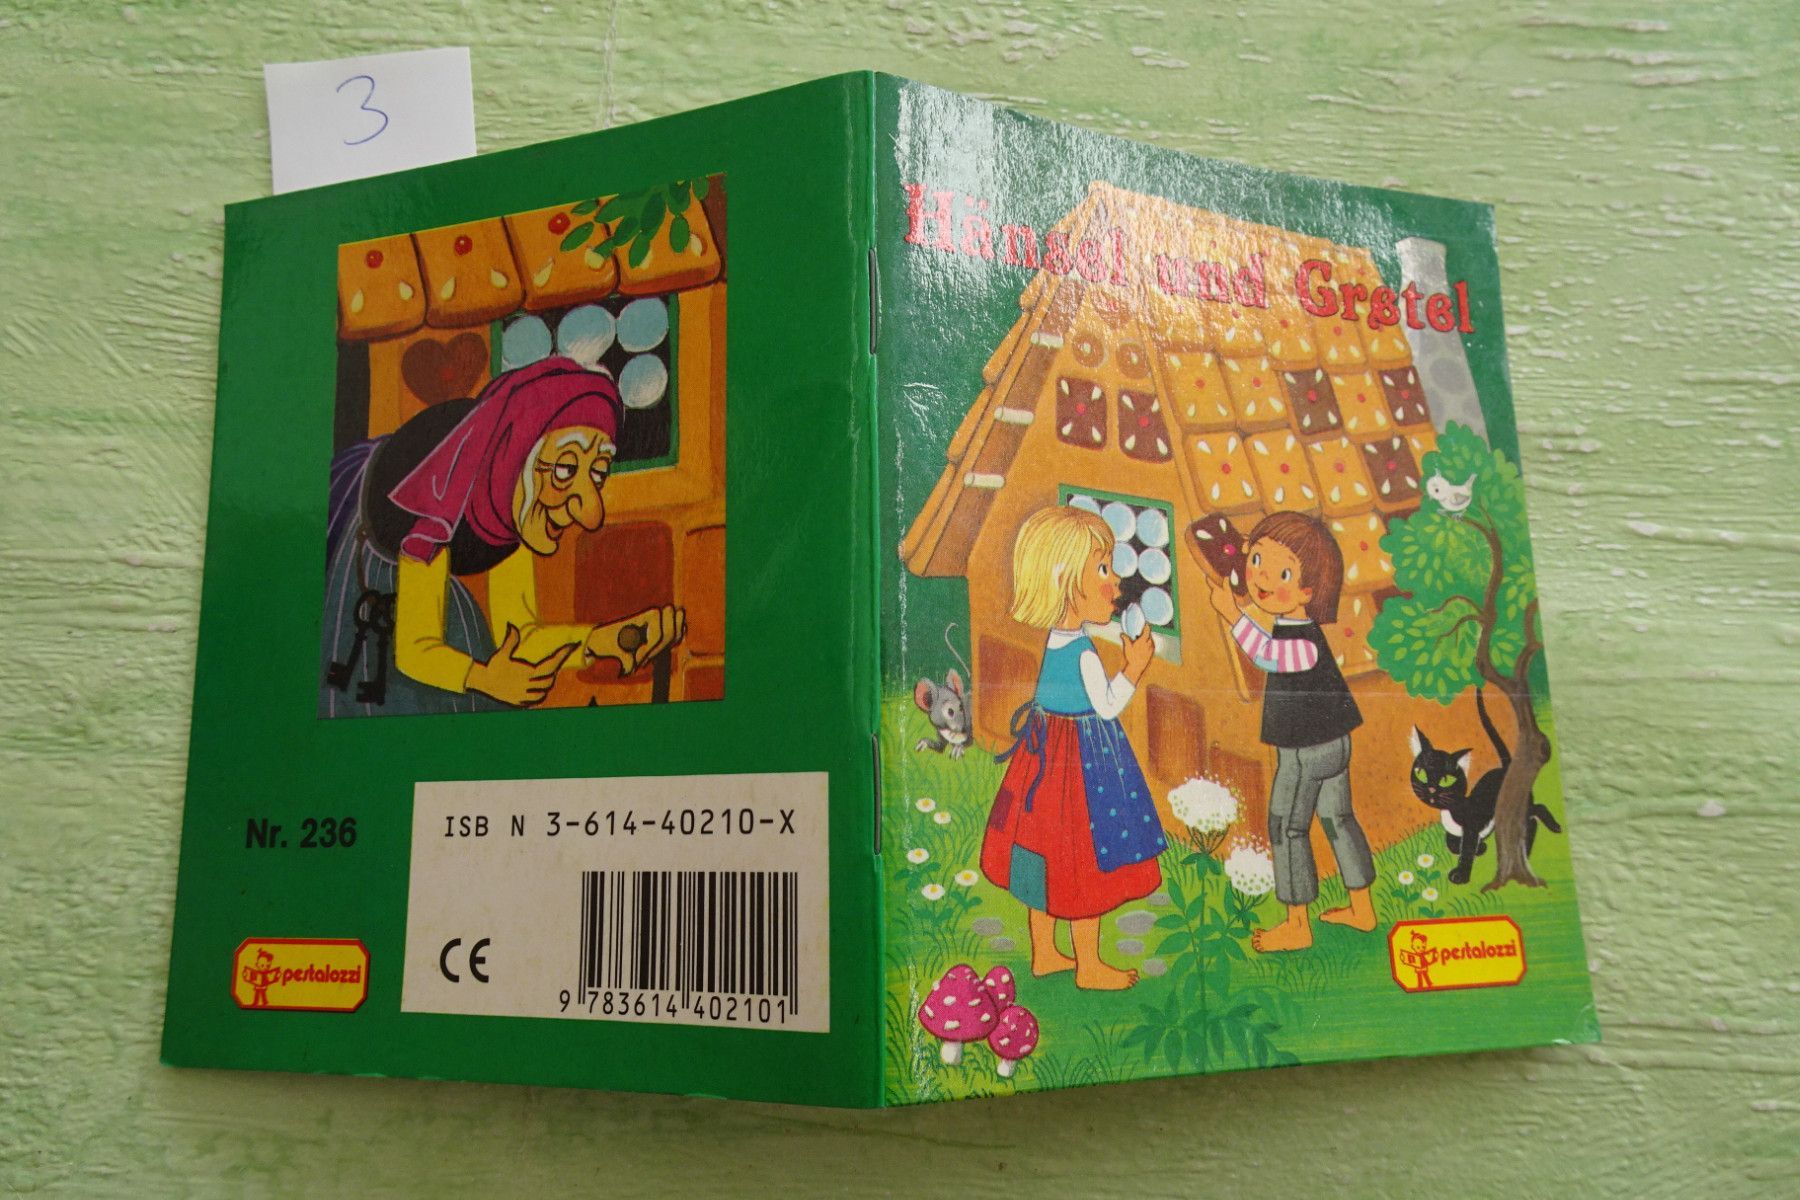 3
Hänsel und Gretel
Nr. 236
ISB N 3-614-40210-X
CE
9 783614 402101
pestalozzi
pestalozzi